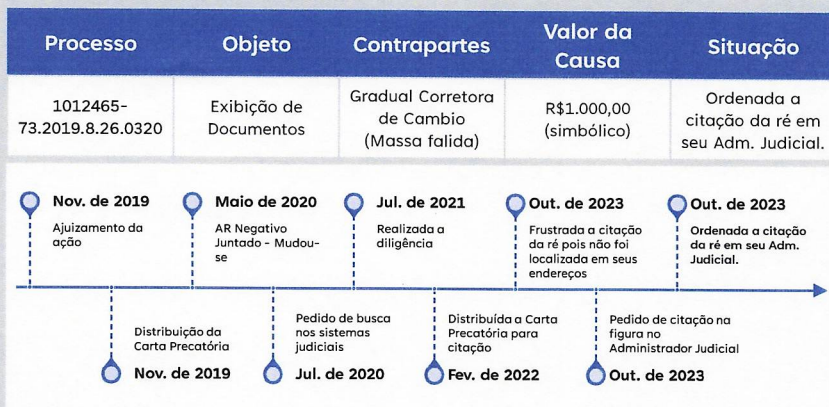 Processo
Objeto
Contrapartes
Valor da
Causa
Situação
1012465-
73.2019.8.26.0320
Exibição de
Documentos
Gradual Corretora
de Cambio
(Massa falida)
R$1.000,00
(simbólico)
Ordenada a
citação da ré em
seu Adm. Judicial.
Nov. de 2019
Ajuizamento da
ação
Distribuição da
Carta Precatória
Nov. de 2019
Maio de 2020
AR Negativo
Juntado - Mudou-
se
Pedido de busca
nos sistemas
judiciais
Jul. de 2020
Jul. de 2021
Realizada a
diligência
Distribuída a Carta
Precatória para
citação
Fev. de 2022
Out. de 2023
Frustrada a citação
da ré pois não foi
localizada em seus
endereços
Pedido de citação na
figura no
Administrador Judicial
Out. de 2023
Out. de 2023
Ordenada a citação
da ré em seu Adm.
Judicial.